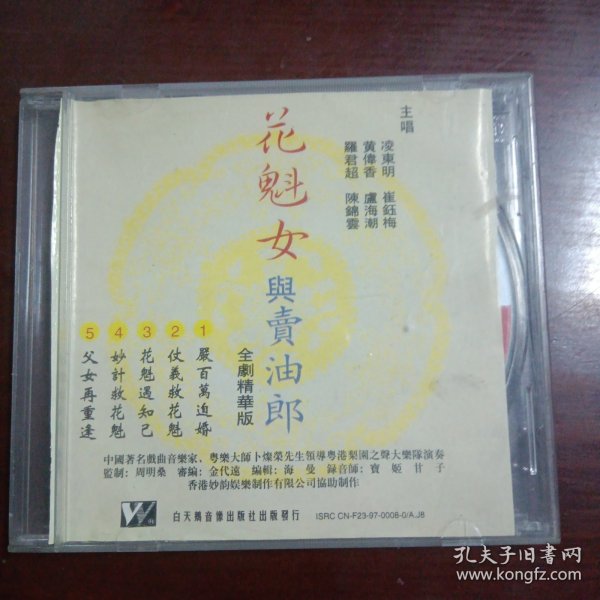 主唱
凌東明
黃偉香
羅君超
崔鈺梅
盧海潮
陳錦雲
花魁女
與賣油郎
全劇精華版
1 嚴百萬迫婚
2 仗義救花魁
3 花魁遇知己
4 妙計救花魁
5 父女再重逢
中國著名戲曲音樂家、粵樂大師卜燦榮先生領導粵港梨園之聲大樂隊演奏
監制：周明桑 審編：金代遠 編輯：海曼 錄音師：寶姬 甘子
香港妙韵娛樂制作有限公司協助制作
白天鵝音像出版社出版發行
ISRC CN-F23-97-0008-0/A.J8
孔夫子旧书网
www.kongfz.com